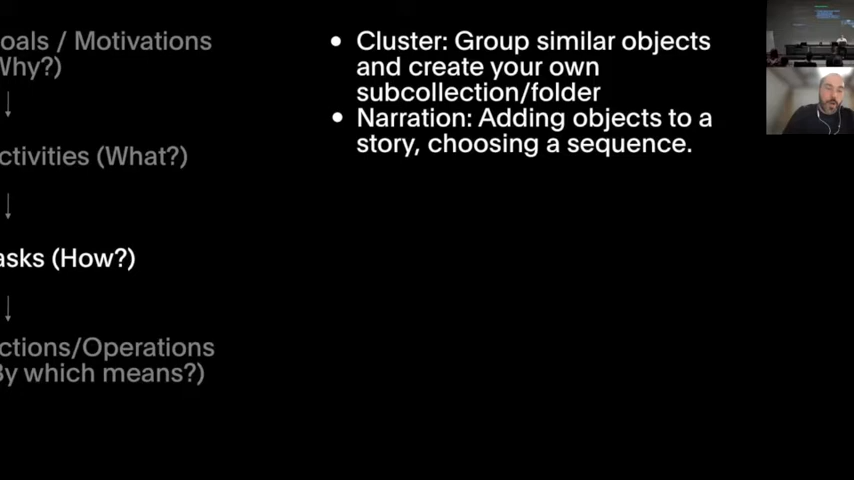 oals / Motivations
Why?)
ctivities (What?)
asks (How?)
ctions/Operations
By which means?)
• Cluster: Group similar objects
and create your own
subcollection/folder
• Narration: Adding objects to a
story, choosing a sequence.